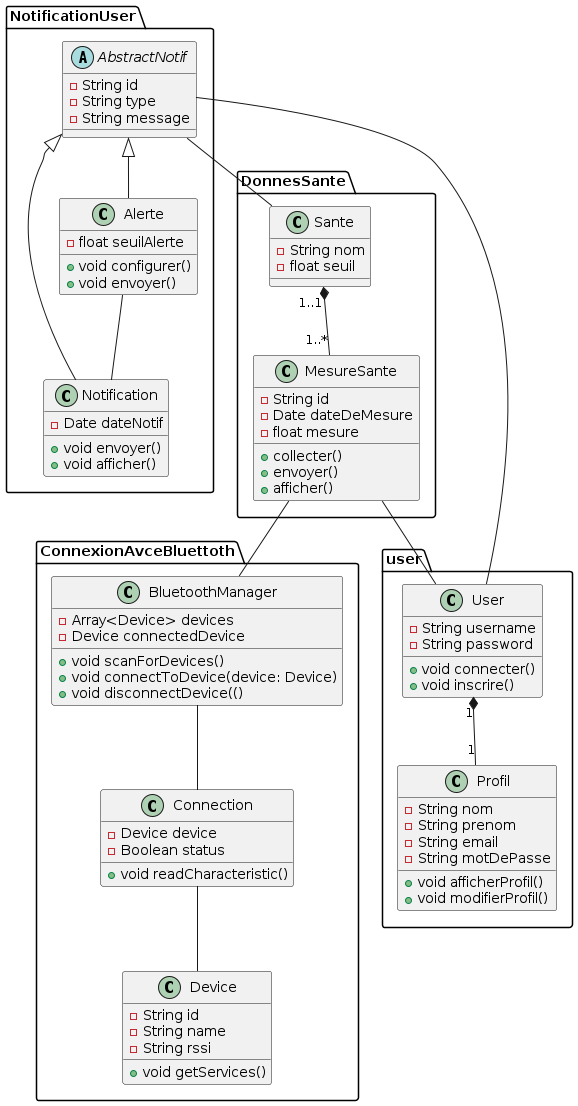 NotificationUser
A AbstractNotif
String id
String type
String message
C Alerte
float seuilAlerte
void configurer()
void envoyer()
C Notification
Date dateNotif
void envoyer()
void afficher()
DonnesSante
C Sante
String nom
float seuil
1..1
1..*
C MesureSante
String id
Date dateDeMesure
float mesure
collecter()
envoyer()
afficher()
ConnexionAvceBluettoth
C BluetoothManager
Array<Device> devices
Device connectedDevice
void scanForDevices()
void connectToDevice(device: Device)
void disconnectDevice(()
C Connection
Device device
Boolean status
void readCharacteristic()
C Device
String id
String name
String rssi
void getServices()
user
C User
String username
String password
void connecter()
void inscrire()
1
1
C Profil
String nom
String prenom
String email
String motDePasse
void afficherProfil()
void modifierProfil()